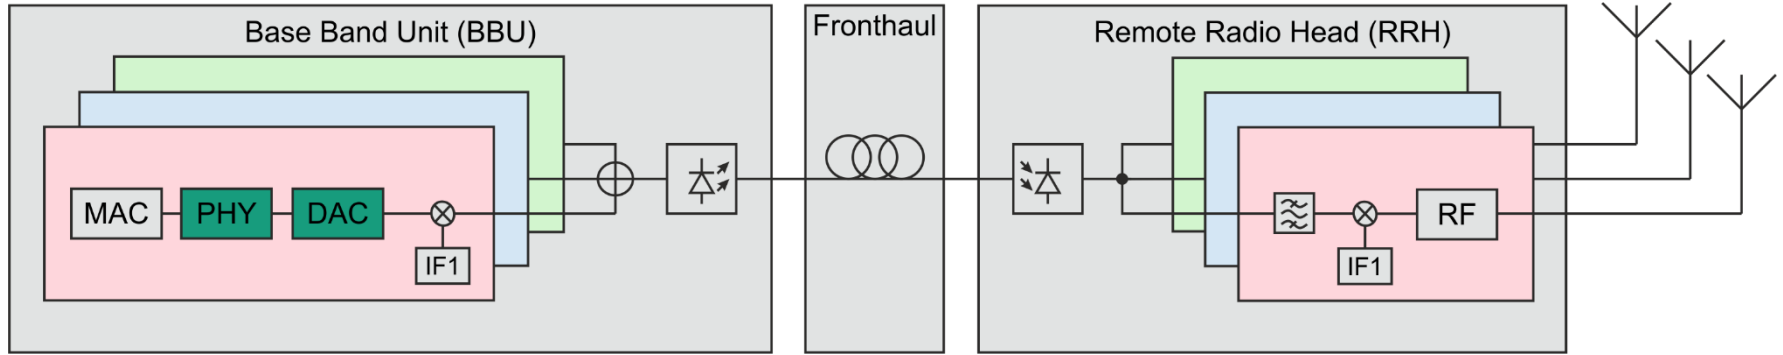 Base Band Unit (BBU)
MAC
PHY
DAC
IF1
Fronthaul
Remote Radio Head (RRH)
RF
IF1